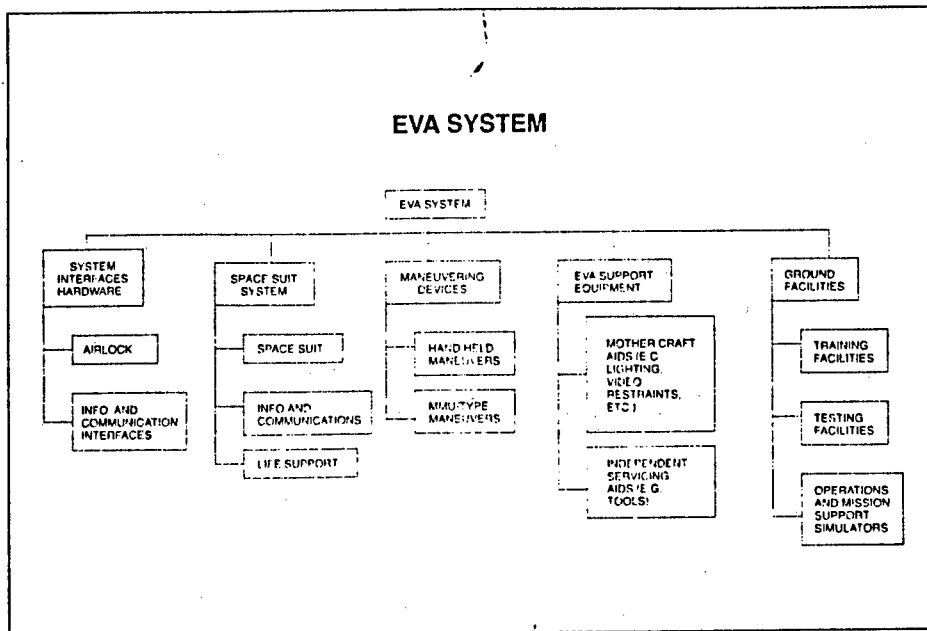 EVA SYSTEM
EVA SYSTEM
SYSTEM
INTERFACES
HARDWARE
AIRLOCK
INFO AND
COMMUNICATION
INTERFACES
SPACE SUIT
SYSTEM
SPACE SUIT
INFO AND
COMMUNICATIONS
LIFE SUPPORT
MANEUVERING
DEVICES
HAND HELD
MANEUVERS
MMU-TYPE
MANEUVERS
EVA SUPPORT
EQUIPMENT
MOTHER CRAFT
AIDS (E.G.
LIGHTING,
VIDEO
RESTRAINTS,
ETC.)
INDEPENDENT
SERVICING
AIDS (E.G.
TOOLS)
GROUND
FACILITIES
TRAINING
FACILITIES
TESTING
FACILITIES
OPERATIONS
AND MISSION
SUPPORT
SIMULATORS